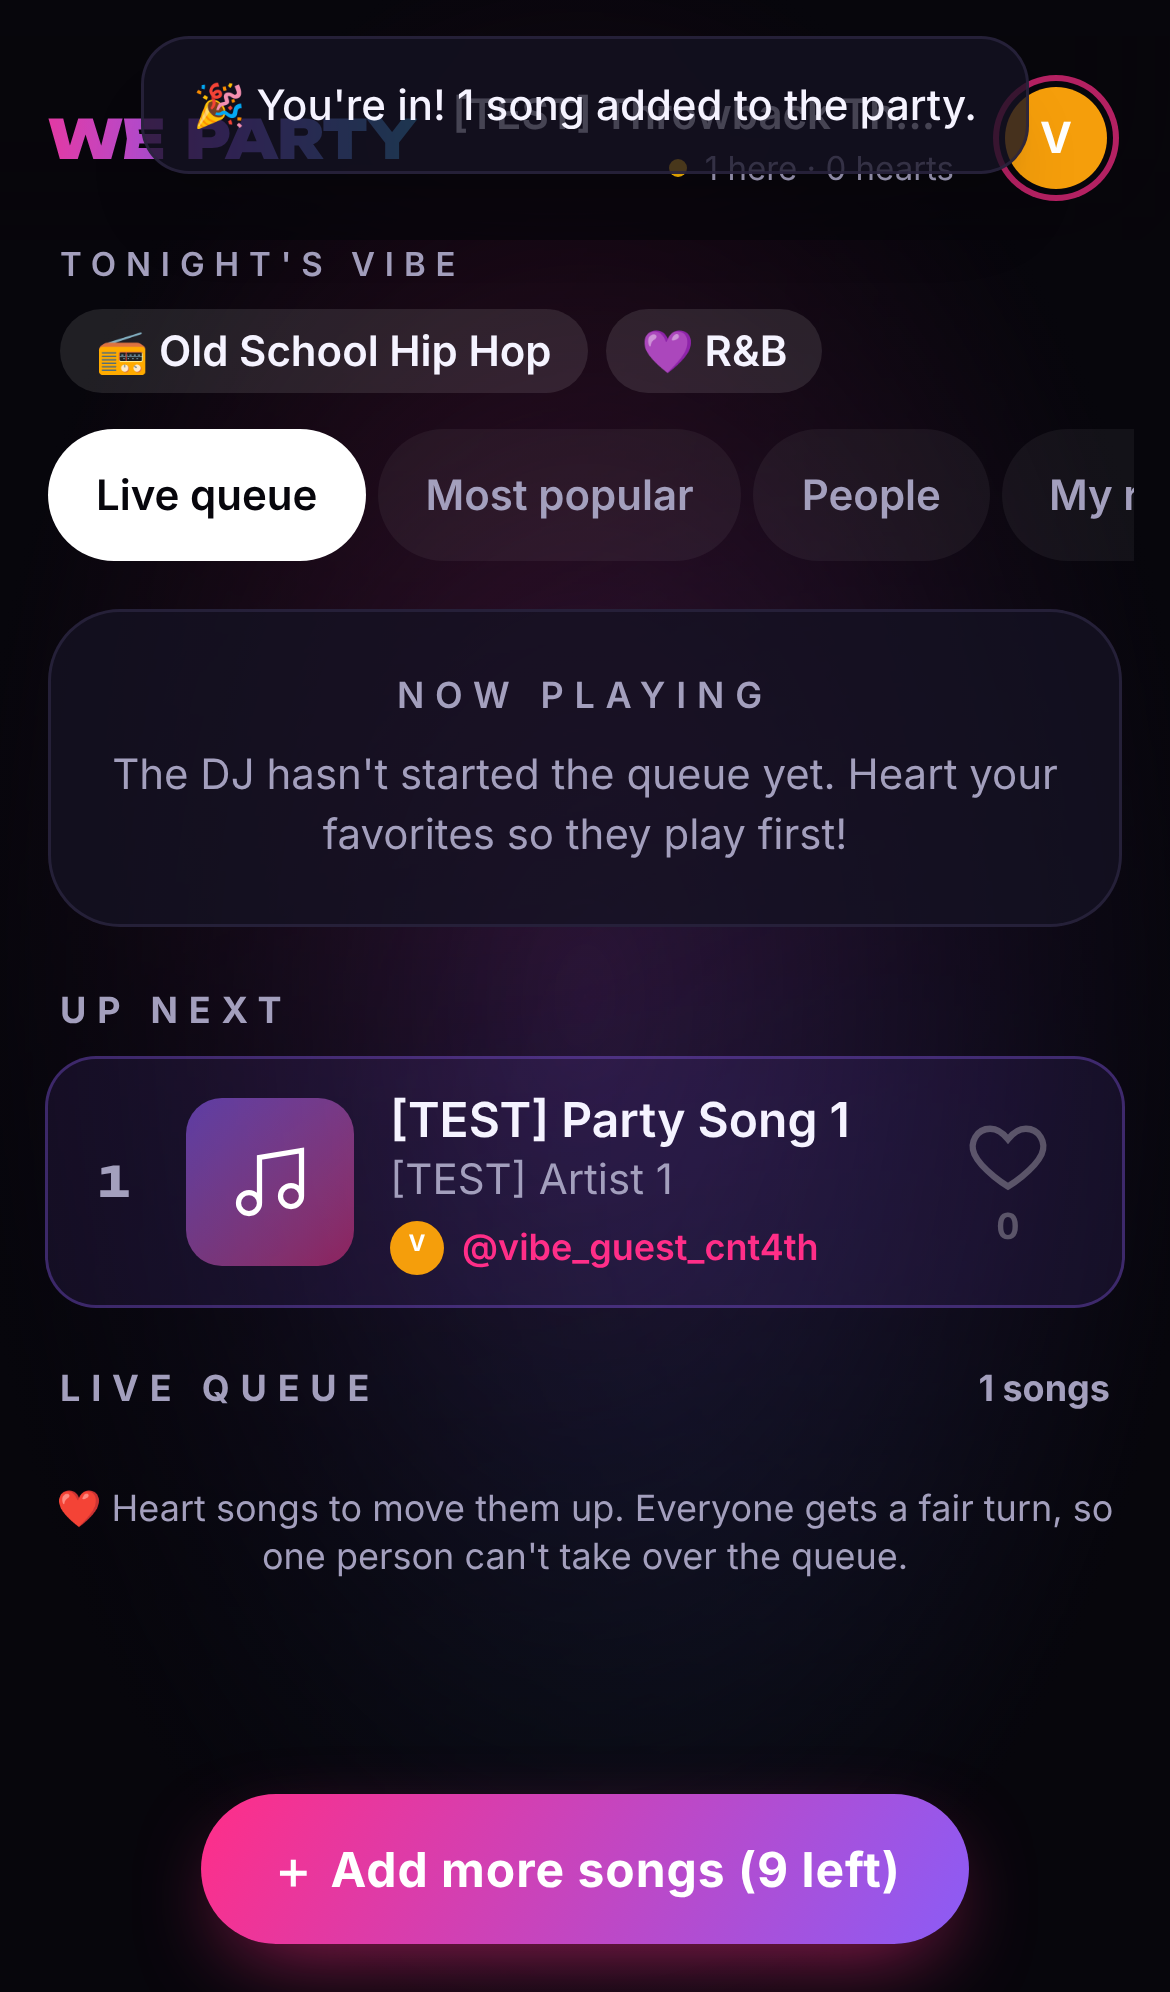 🎉 You're in! 1 song added to the party.
WE PARTY
[TEST] Throwback Th...
1 here · 0 hearts
V
TONIGHT'S VIBE
📻 Old School Hip Hop
💜 R&B
Live queue
Most popular
People
My r
NOW PLAYING
The DJ hasn't started the queue yet. Heart your
favorites so they play first!
UP NEXT
1
[TEST] Party Song 1
[TEST] Artist 1
V @vibe_guest_cnt4th
0
LIVE QUEUE
1 songs
❤️ Heart songs to move them up. Everyone gets a fair turn, so
one person can't take over the queue.
+ Add more songs (9 left)